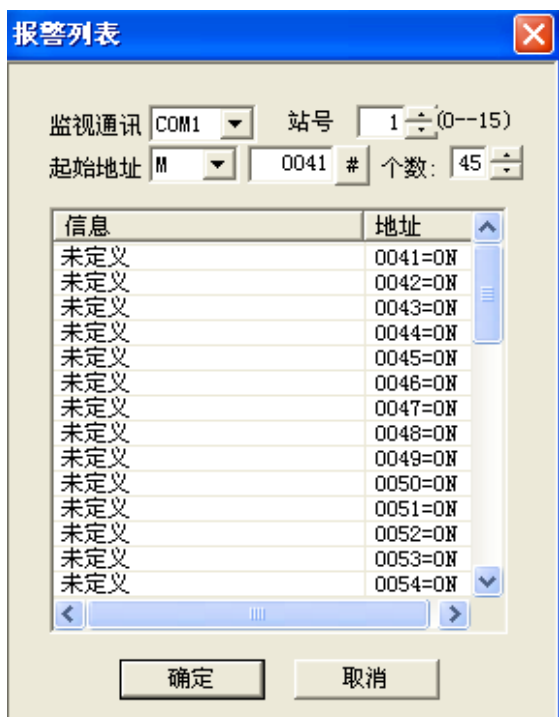 报警列表
监视通讯 COM1 站号 1 (0--15)
起始地址 M 0041 # 个数: 45
信息 地址
未定义 0041=ON
未定义 0042=ON
未定义 0043=ON
未定义 0044=ON
未定义 0045=ON
未定义 0046=ON
未定义 0047=ON
未定义 0048=ON
未定义 0049=ON
未定义 0050=ON
未定义 0051=ON
未定义 0052=ON
未定义 0053=ON
未定义 0054=ON
确定 取消